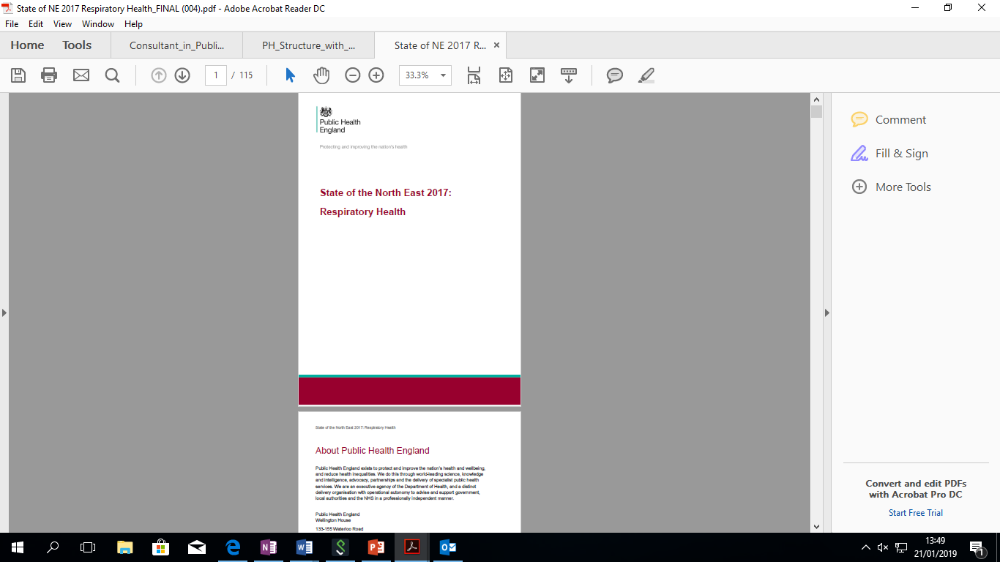 State of NE 2017 Respiratory Health_FINAL (004).pdf - Adobe Acrobat Reader DC
File Edit View Window Help
Home Tools Consultant_in_Publi... PH_Structure_with_... State of NE 2017 R... ×
1 / 115 33.3%
Public Health
England
Protecting and improving the nation's health
State of the North East 2017:
Respiratory Health
State of the North East 2017: Respiratory Health
About Public Health England
Public Health England exists to protect and improve the nation's health and wellbeing,
and reduce health inequalities. We do this through world-leading science, knowledge
and intelligence, advocacy, partnerships and the delivery of specialist public health
services. We are an executive agency of the Department of Health, and a distinct
delivery organisation with operational autonomy to advise and support government,
local authorities and the NHS in a professionally independent manner.
Public Health England
Wellington House
133-155 Waterloo Road
Comment
Fill & Sign
More Tools
Convert and edit PDFs
with Acrobat Pro DC
Start Free Trial
13:49
21/01/2019
1